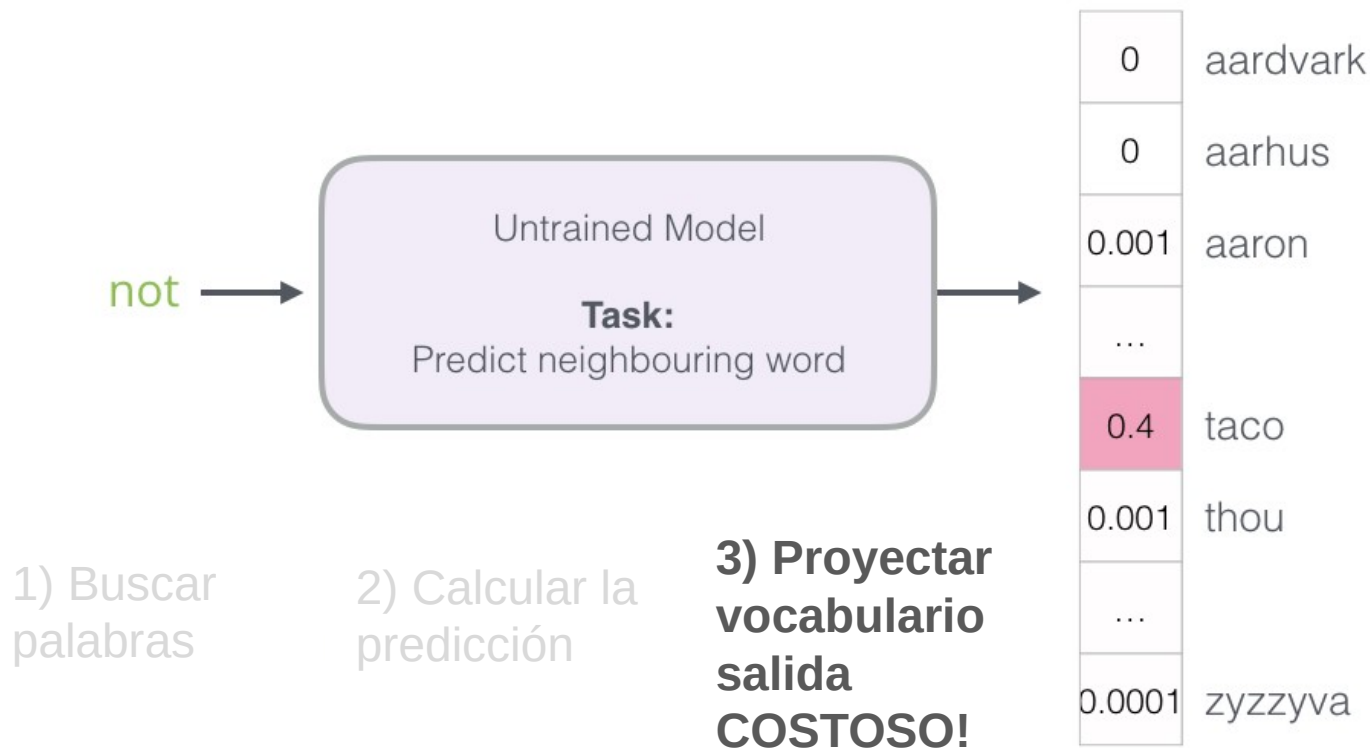 not
Untrained Model
Task:
Predict neighbouring word
0 aardvark
0 aarhus
0.001 aaron
...
0.4 taco
0.001 thou
...
0.0001 zyzzyva
1) Buscar
palabras
2) Calcular la
predicción
3) Proyectar
vocabulario
salida
COSTOSO!